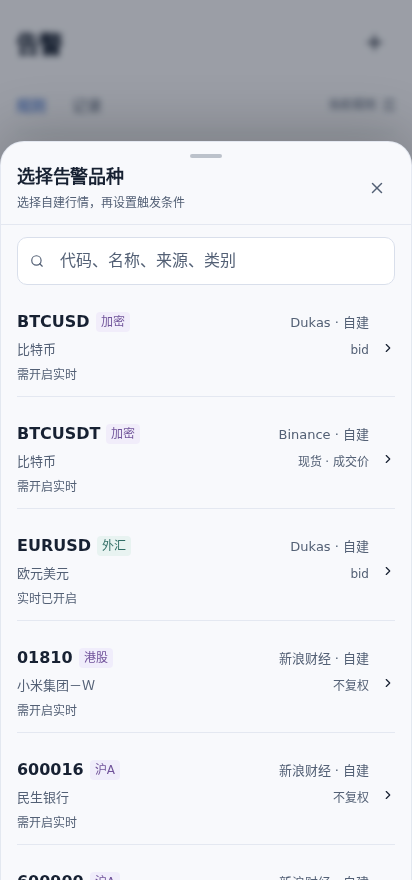 告警
选择告警品种
选择自建行情，再设置触发条件
代码、名称、来源、类别
BTCUSD 加密 Dukas · 自建
比特币 bid
需开启实时
BTCUSDT 加密 Binance · 自建
比特币 现货 · 成交价
需开启实时
EURUSD 外汇 Dukas · 自建
欧元美元 bid
实时已开启
01810 港股 新浪财经 · 自建
小米集团－W 不复权
需开启实时
600016 沪A 新浪财经 · 自建
民生银行 不复权
需开启实时